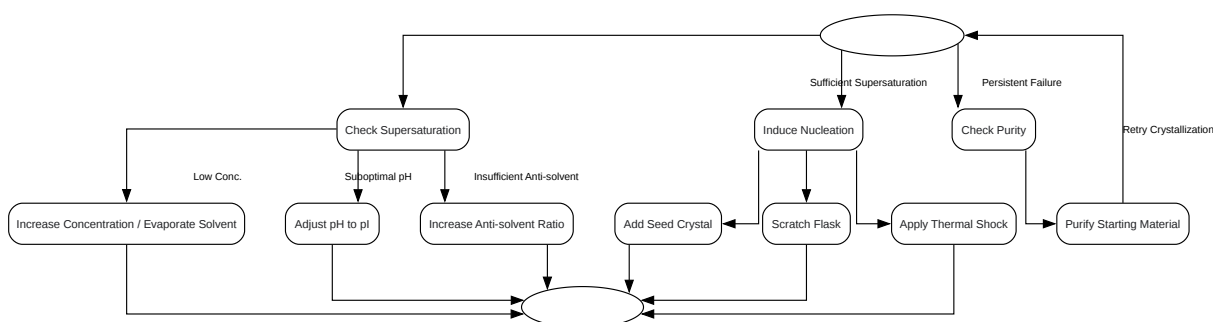 Sufficient Supersaturation
Persistent Failure
Check Supersaturation
Induce Nucleation
Check Purity
Retry Crystallization
Low Conc.
Suboptimal pH
Insufficient Anti-solvent
Increase Concentration / Evaporate Solvent
Adjust pH to pI
Increase Anti-solvent Ratio
Add Seed Crystal
Scratch Flask
Apply Thermal Shock
Purify Starting Material